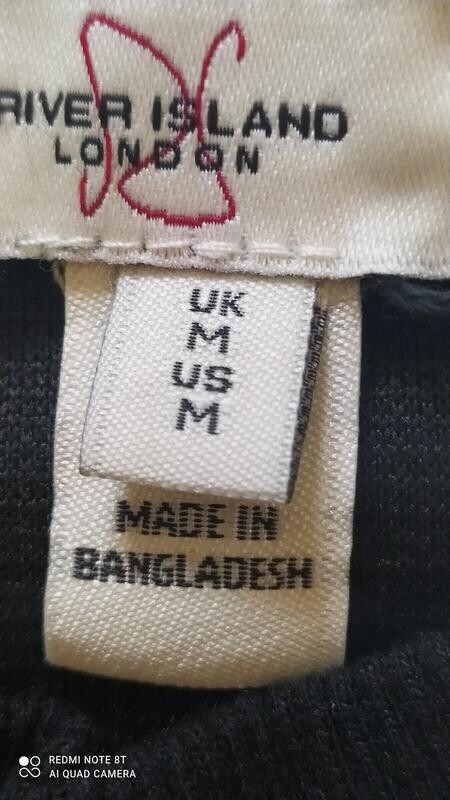 RIVER ISLAND
LONDON
UK
M
US
M
MADE IN
BANGLADESH
REDMI NOTE 8T
AI QUAD CAMERA